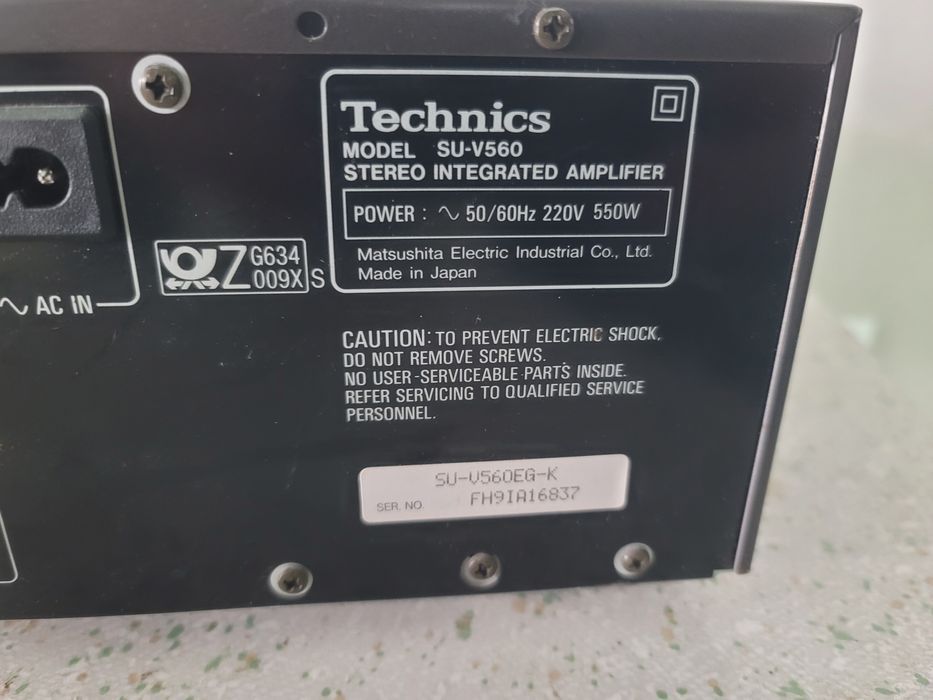 Technics
MODEL SU-V560
STEREO INTEGRATED AMPLIFIER
POWER : ∿ 50/60Hz 220V 550W
Matsushita Electric Industrial Co., Ltd.
Made in Japan
Z G634
009X S
∿ AC IN
CAUTION: TO PREVENT ELECTRIC SHOCK,
DO NOT REMOVE SCREWS.
NO USER-SERVICEABLE PARTS INSIDE.
REFER SERVICING TO QUALIFIED SERVICE
PERSONNEL.
SU-V560EG-K
SER. NO. FH9IA16837